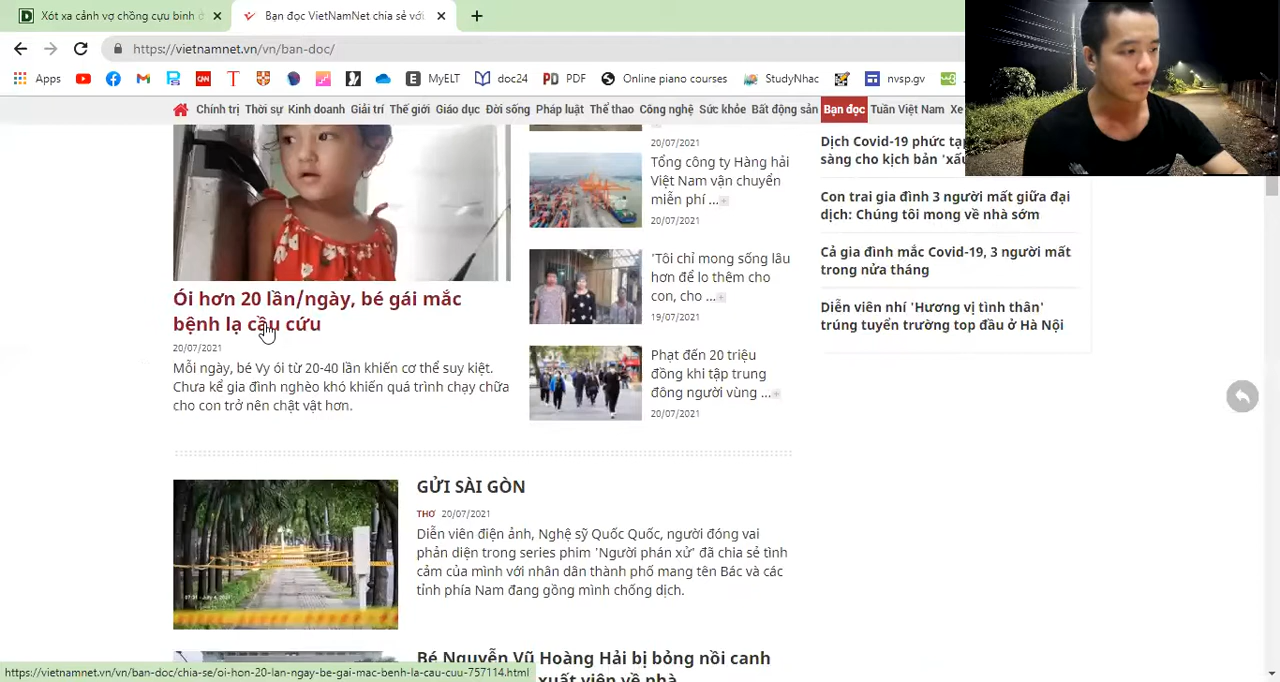 Xót xa cảnh vợ chồng cựu binh
Bạn đọc VietNamNet chia sẻ với
https://vietnamnet.vn/vn/ban-doc/
Apps
MyELT
doc24
PDF
Online piano courses
StudyNhac
nvsp.gv
Chính trị Thời sự Kinh doanh Giải trí Thế giới Giáo dục Đời sống Pháp luật Thể thao Công nghệ Sức khỏe Bất động sản Bạn đọc Tuần Việt Nam Xe
Ói hơn 20 lần/ngày, bé gái mắc
bệnh lạ cầu cứu
20/07/2021
Mỗi ngày, bé Vy ói từ 20-40 lần khiến cơ thể suy kiệt.
Chưa kể gia đình nghèo khó khiến quá trình chạy chữa
cho con trở nên chật vật hơn.
20/07/2021
Tổng công ty Hàng hải
Việt Nam vận chuyển
miễn phí ...
20/07/2021
'Tôi chỉ mong sống lâu
hơn để lo thêm cho
con, cho ...
19/07/2021
Phạt đến 20 triệu
đồng khi tập trung
đông người vùng ...
20/07/2021
Dịch Covid-19 phức tạp
sàng cho kịch bản 'xấu
Con trai gia đình 3 người mất giữa đại
dịch: Chúng tôi mong về nhà sớm
Cả gia đình mắc Covid-19, 3 người mất
trong nửa tháng
Diễn viên nhí 'Hương vị tình thân'
trúng tuyển trường top đầu ở Hà Nội
GỬI SÀI GÒN
THƠ 20/07/2021
Diễn viên điện ảnh, Nghệ sỹ Quốc Quốc, người đóng vai
phản diện trong series phim 'Người phán xử' đã chia sẻ tình
cảm của mình với nhân dân thành phố mang tên Bác và các
tỉnh phía Nam đang gồng mình chống dịch.
Bé Nguyễn Vũ Hoàng Hải bị bỏng nồi canh
xuất viện về nhà
https://vietnamnet.vn/vn/ban-doc/chia-se/oi-hon-20-lan-ngay-be-gai-mac-benh-la-cau-cuu-757114.html